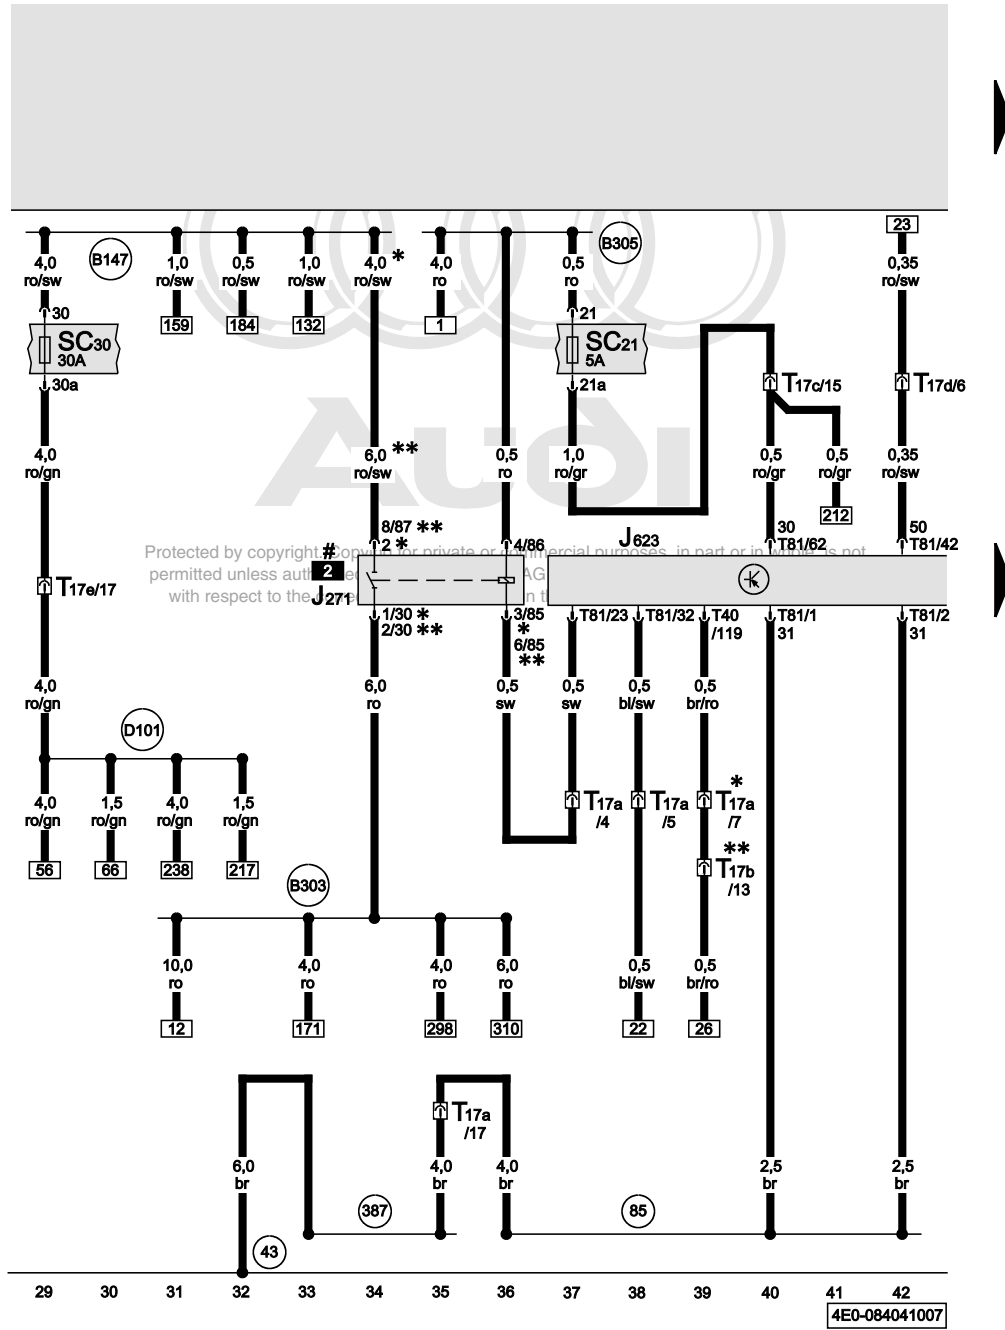 23
B147
B305
4,0 1,0 0,5 1,0 4,0 * 4,0 0,5 0,35
ro/sw ro/sw ro/sw ro/sw ro/sw ro ro ro/sw
30 21
159 184 132 1
SC30 SC21
30A 5A
30a 21a
T17c/15 T17d/6
Audi
4,0 6,0 ** 0,5 1,0 0,5 0,5 0,35
ro/gn ro/sw ro ro/gr ro/gr ro/gr ro/sw
212
8/87 ** 30 50
2 * 4/86 J623 T81/62 T81/42
#
Protected by copyright. Copying for private or commercial purposes, in part or in whole, is not
permitted unless
with respect to the
AG
2
J271
T17e/17
1/30 * 3/85 T81/23 T81/32 T40 T81/1 T81/2
2/30 ** * /119 31 31
6/85
**
4,0 6,0 0,5 0,5 0,5 0,5
ro/gn ro sw sw bl/sw br/ro
D101
4,0 1,5 4,0 1,5
ro/gn ro/gn ro/gn ro/gn
*
T17a T17a T17a
/4 /5 /7
**
T17b
/13
56 66 238 217
B303
10,0 4,0 4,0 6,0 0,5 0,5
ro ro ro ro bl/sw br/ro
12 171 298 310 22 26
T17a
/17
6,0 4,0 4,0 2,5 2,5
br br br br br
387 85
43
29 30 31 32 33 34 35 36 37 38 39 40 41 42
4E0-084041007